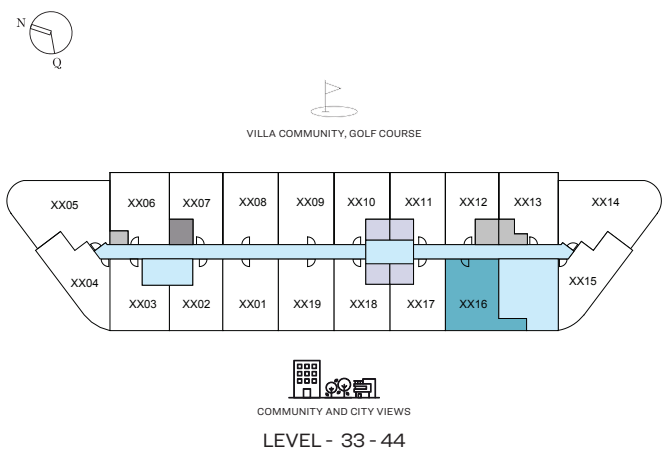 N
Q
VILLA COMMUNITY, GOLF COURSE
XX05 XX06 XX07 XX08 XX09 XX10 XX11 XX12 XX13 XX14
XX04 XX03 XX02 XX01 XX19 XX18 XX17 XX16 XX15
COMMUNITY AND CITY VIEWS
LEVEL - 33 - 44